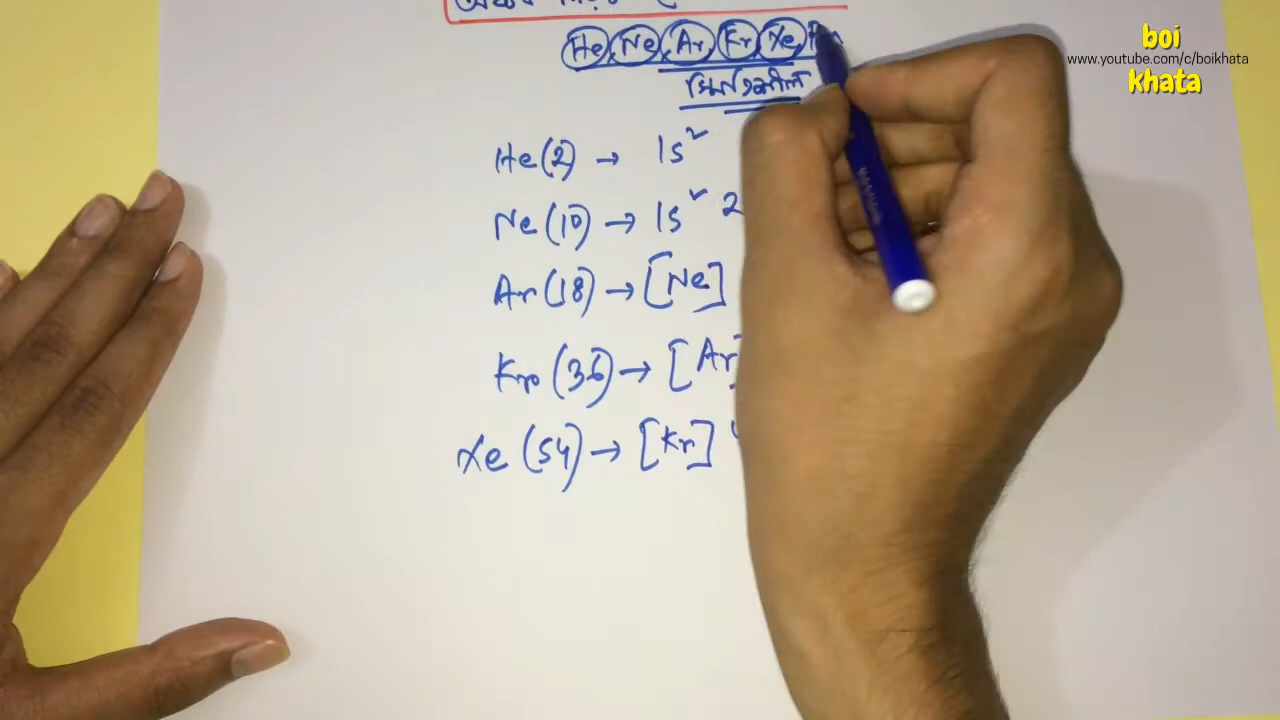 He Ne Ar Kr Xe
স্থিতিশীল
He(2) → 1s²
Ne(10) → 1s² 2
Ar(18) → [Ne]
Kr(36) → [Ar]
Xe(54) → [Kr]
boi
www.youtube.com/c/boikhata
khata